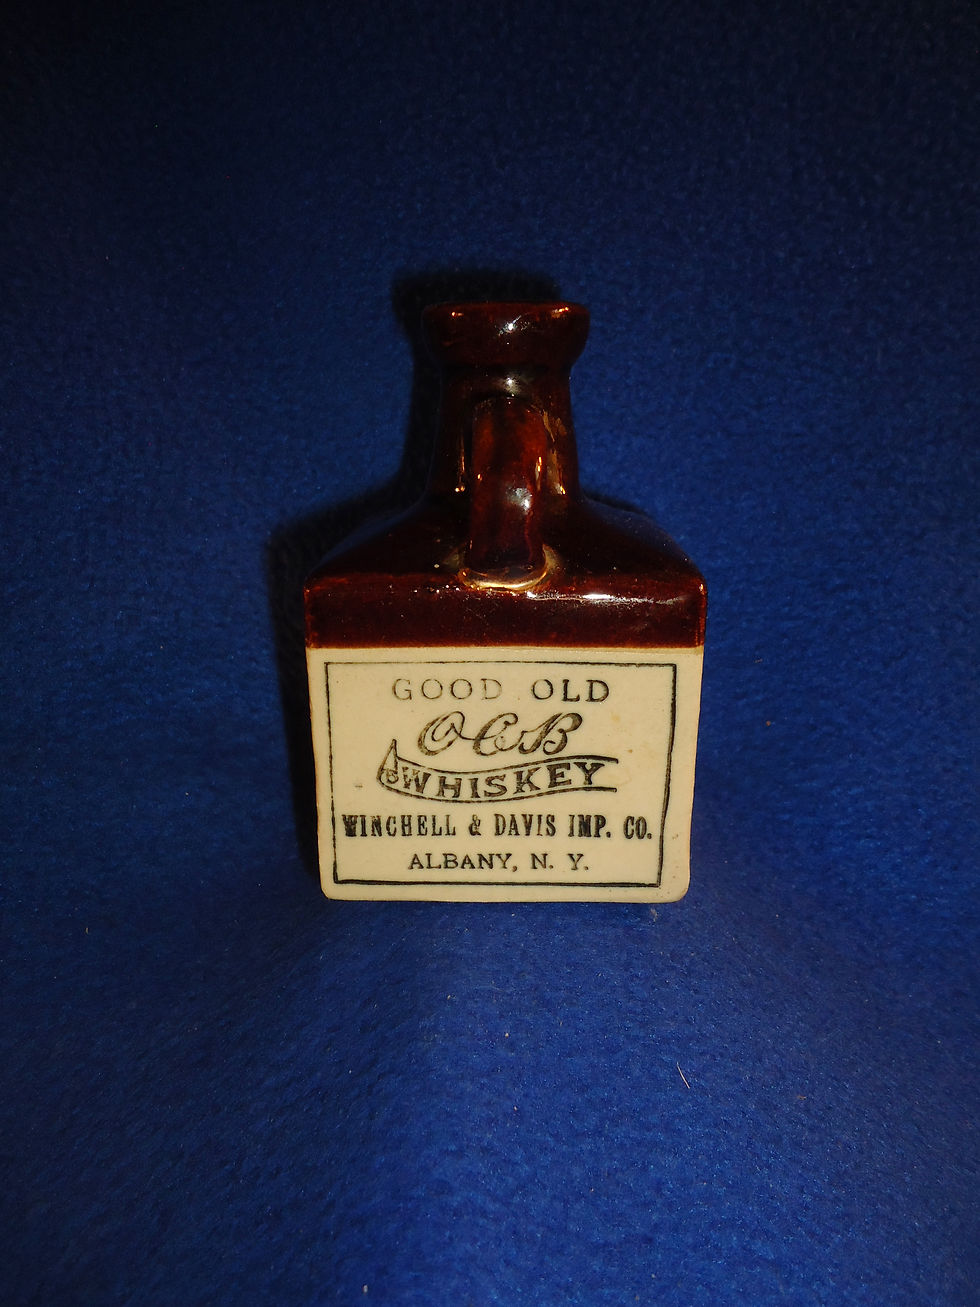 GOOD OLD
OCB
WHISKEY
WINCHELL & DAVIS IMP. CO.
ALBANY, N. Y.